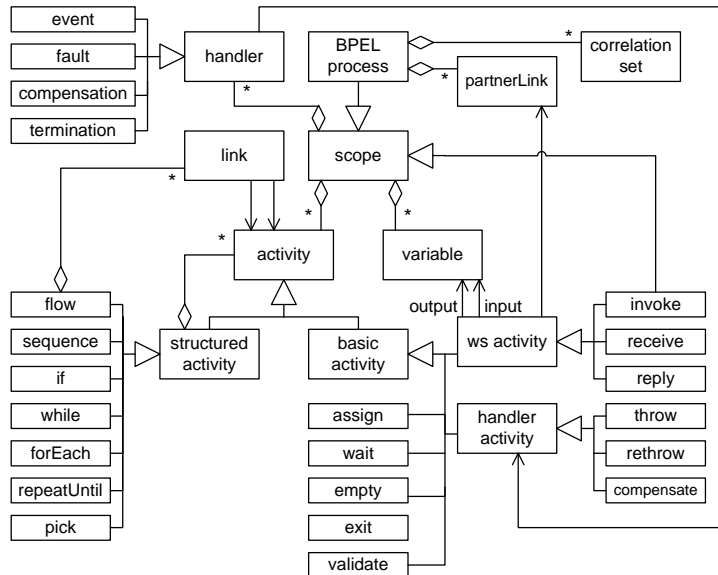 event
fault
compensation
termination
handler
*
BPEL
process
*
*
correlation
set
partnerLink
link
*
scope
*
*
*
activity
variable
output
input
flow
sequence
if
while
forEach
repeatUntil
pick
structured
activity
basic
activity
ws activity
invoke
receive
reply
assign
wait
empty
exit
validate
handler
activity
throw
rethrow
compensate